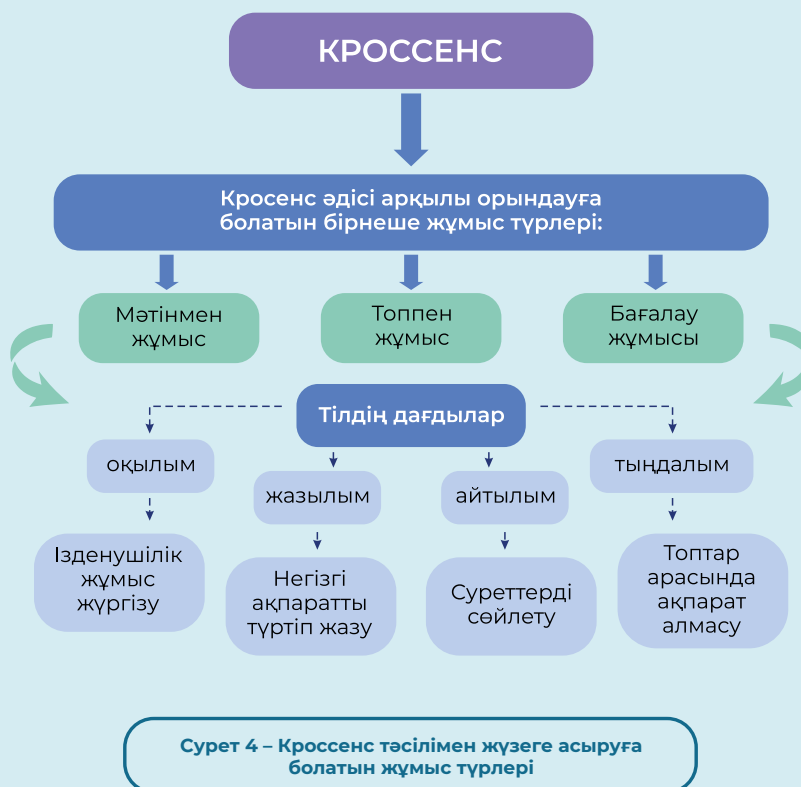 КРОССЕНС
Кросенс әдісі арқылы орындауға
болатын бірнеше жұмыс түрлері:
Мәтінмен
жұмыс
Топпен
жұмыс
Бағалау
жұмысы
Тілдің дағдылар
оқылым
жазылым
айтылым
тыңдалым
Ізденушілік
жұмыс
жүргізу
Негізгі
ақпаратты
түртіп жазу
Суреттерді
сөйлету
Топтар
арасында
ақпарат
алмасу
Сурет 4 – Кроссенс тәсілімен жүзеге асыруға
болатын жұмыс түрлері